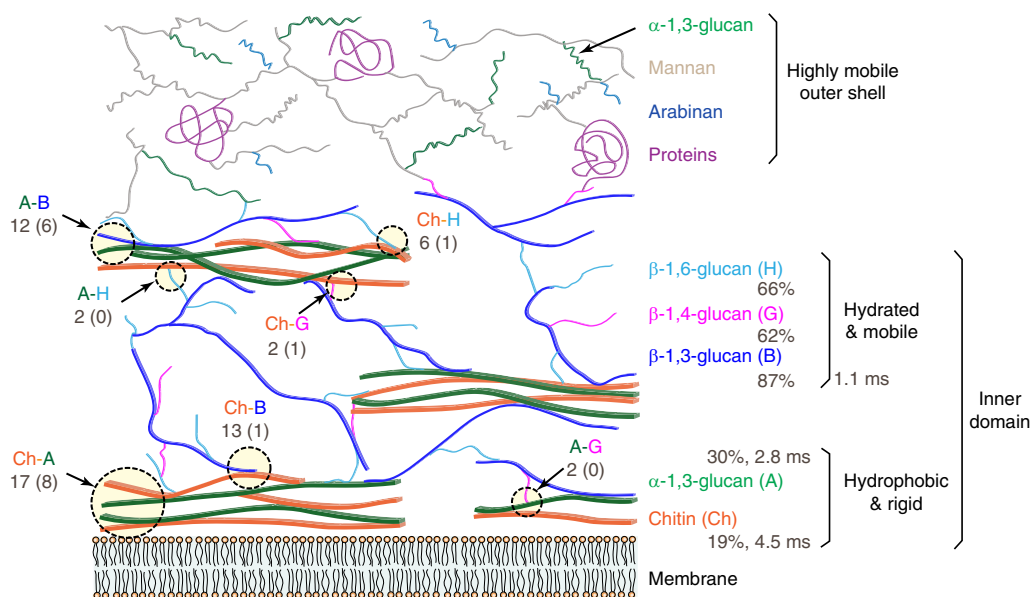 α-1,3-glucan
Mannan
Arabinan
Proteins
Highly mobile
outer shell
A-B
12 (6)
Ch-H
6 (1)
A-H
2 (0)
Ch-G
2 (1)
β-1,6-glucan (H)
66%
β-1,4-glucan (G)
62%
β-1,3-glucan (B)
87%
1.1 ms
Hydrated
& mobile
Inner
domain
Ch-B
13 (1)
Ch-A
17 (8)
A-G
2 (0)
30%, 2.8 ms
α-1,3-glucan (A)
Chitin (Ch)
19%, 4.5 ms
Hydrophobic
& rigid
Membrane